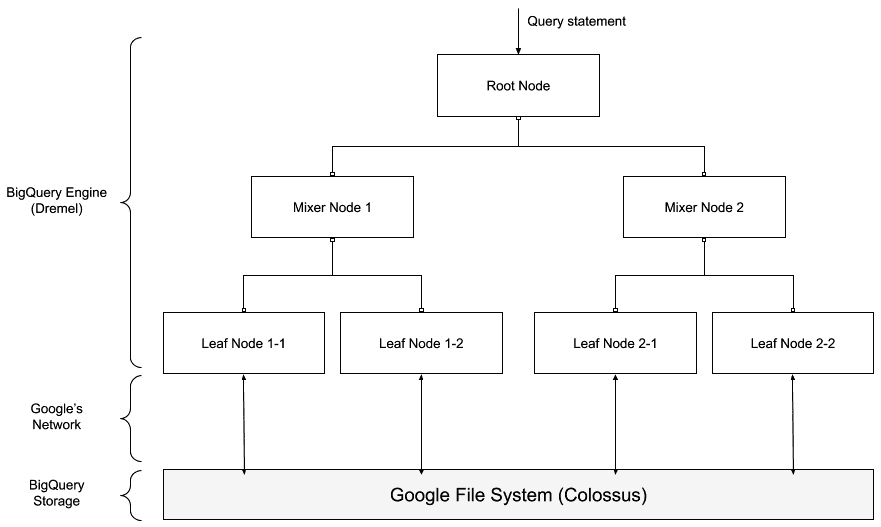 Query statement
Root Node
BigQuery Engine
(Dremel)
Mixer Node 1
Mixer Node 2
Leaf Node 1-1
Leaf Node 1-2
Leaf Node 2-1
Leaf Node 2-2
Google's
Network
BigQuery
Storage
Google File System (Colossus)